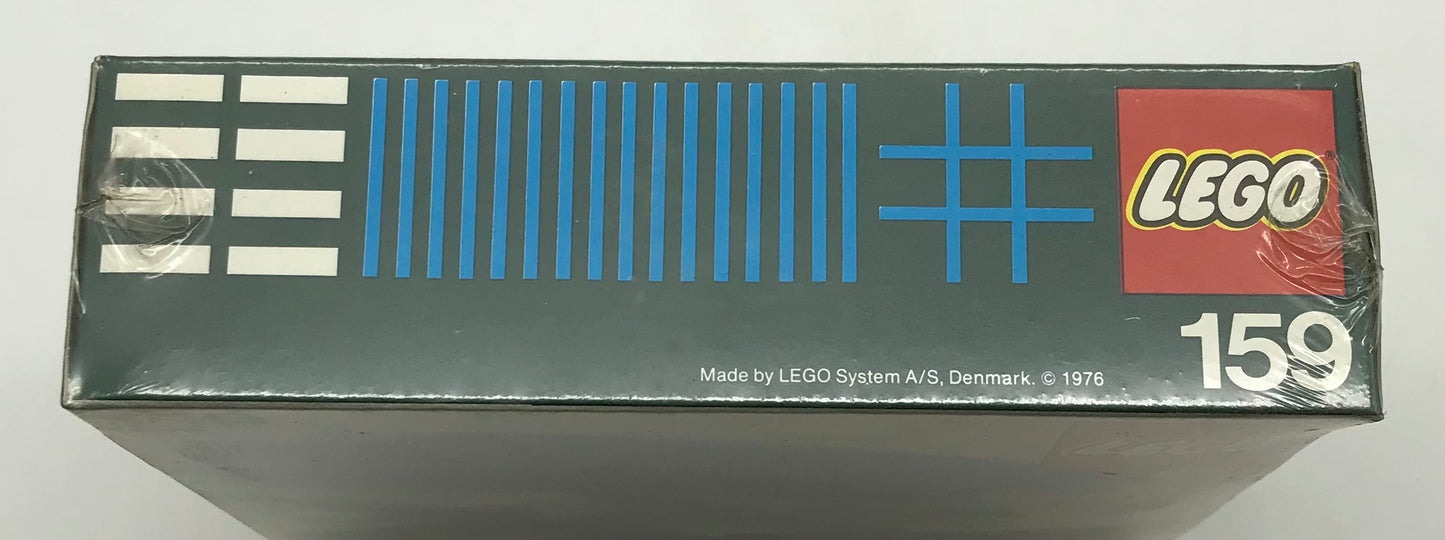 LEGO®
159
Made by LEGO System A/S, Denmark. © 1976